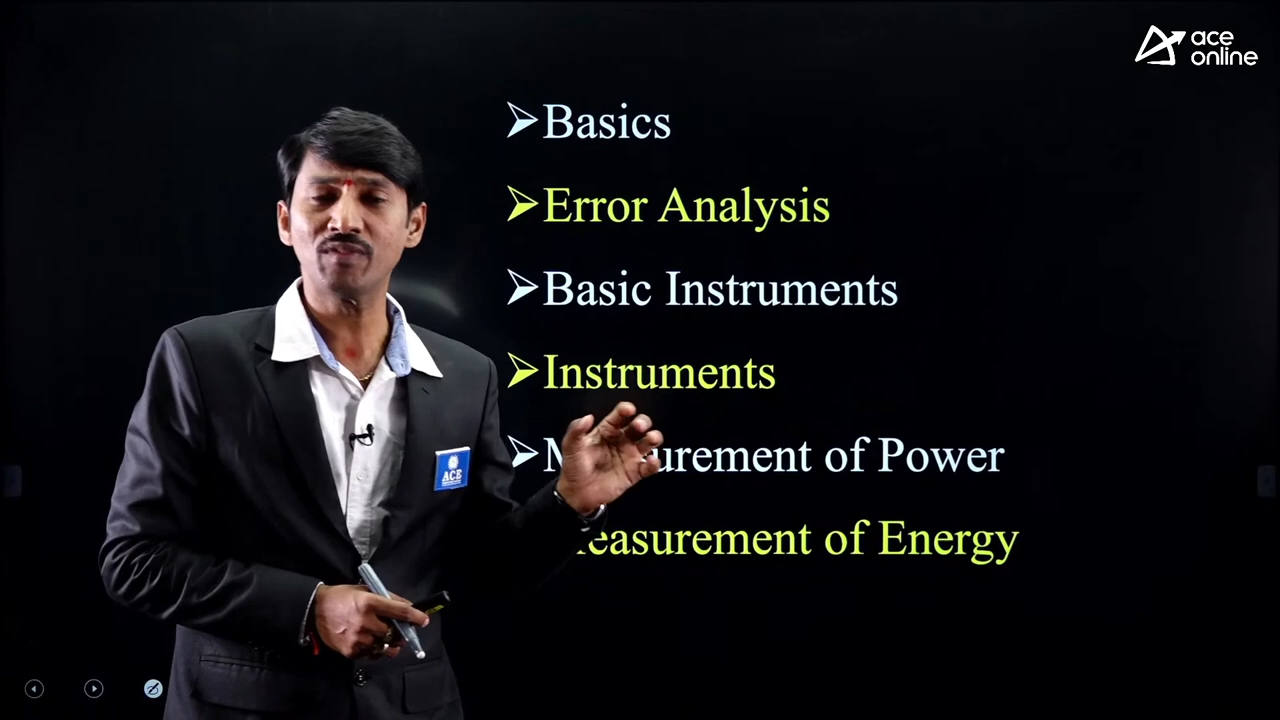 ace
online
➢Basics
➢Error Analysis
➢Basic Instruments
➢Instruments
➢ of Power
of Energy
ACE